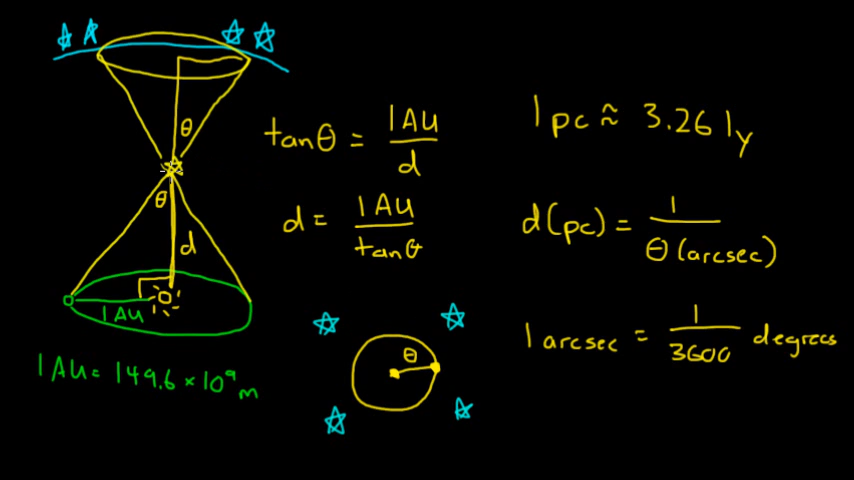 θ
tanθ = 1AU/d
1pc ≈ 3.26 ly
θ
d = 1AU/tanθ
d(pc) = 1/θ(arcsec)
d
1AU
1 arcsec = 1/3600 degrees
θ
1AU = 149.6 × 10⁹ m